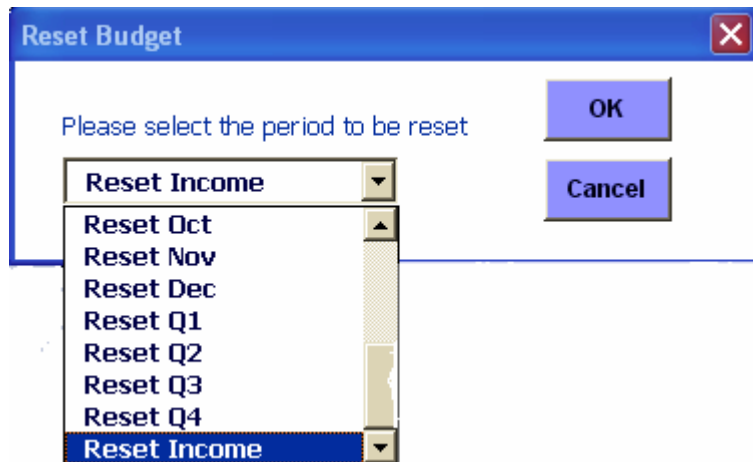 Reset Budget
Please select the period to be reset
OK
Reset Income
Cancel
Reset Oct
Reset Nov
Reset Dec
Reset Q1
Reset Q2
Reset Q3
Reset Q4
Reset Income